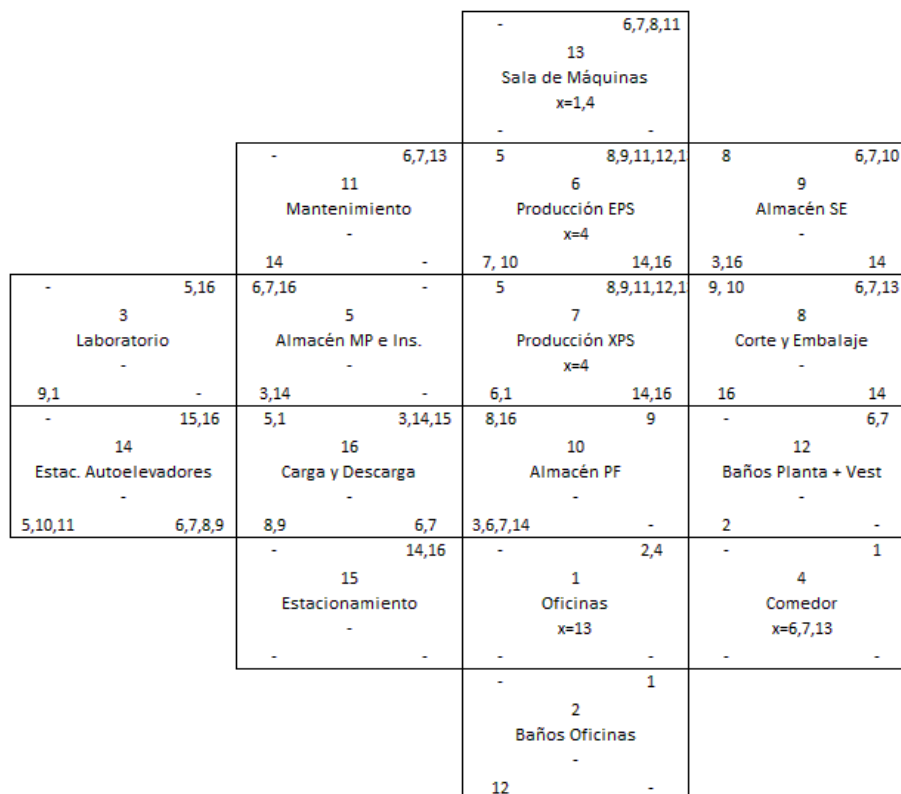 - 6,7,8,11
13
Sala de Máquinas
x=1,4
- -
- 6,7,13 5 8,9,11,12,1 8 6,7,10
11 6 9
Mantenimiento Producción EPS Almacén SE
- x=4 -
14 - 7, 10 14,16 3,16 14
- 5,16 6,7,16 - 5 8,9,11,12,1 9, 10 6,7,13
3 5 7 8
Laboratorio Almacén MP e Ins. Producción XPS Corte y Embalaje
- - x=4 -
9,1 - 3,14 - 6,1 14,16 16 14
- 15,16 5,1 3,14,15 8,16 9 - 6,7
14 16 10 12
Estac. Autoelevadores Carga y Descarga Almacén PF Baños Planta + Vest
- - - -
5,10,11 6,7,8,9 8,9 6,7 3,6,7,14 - 2 -
- 14,16 - 2,4 - 1
15 1 4
Estacionamiento Oficinas Comedor
- x=13 x=6,7,13
- - - - - -
- 1
2
Baños Oficinas
-
12 -